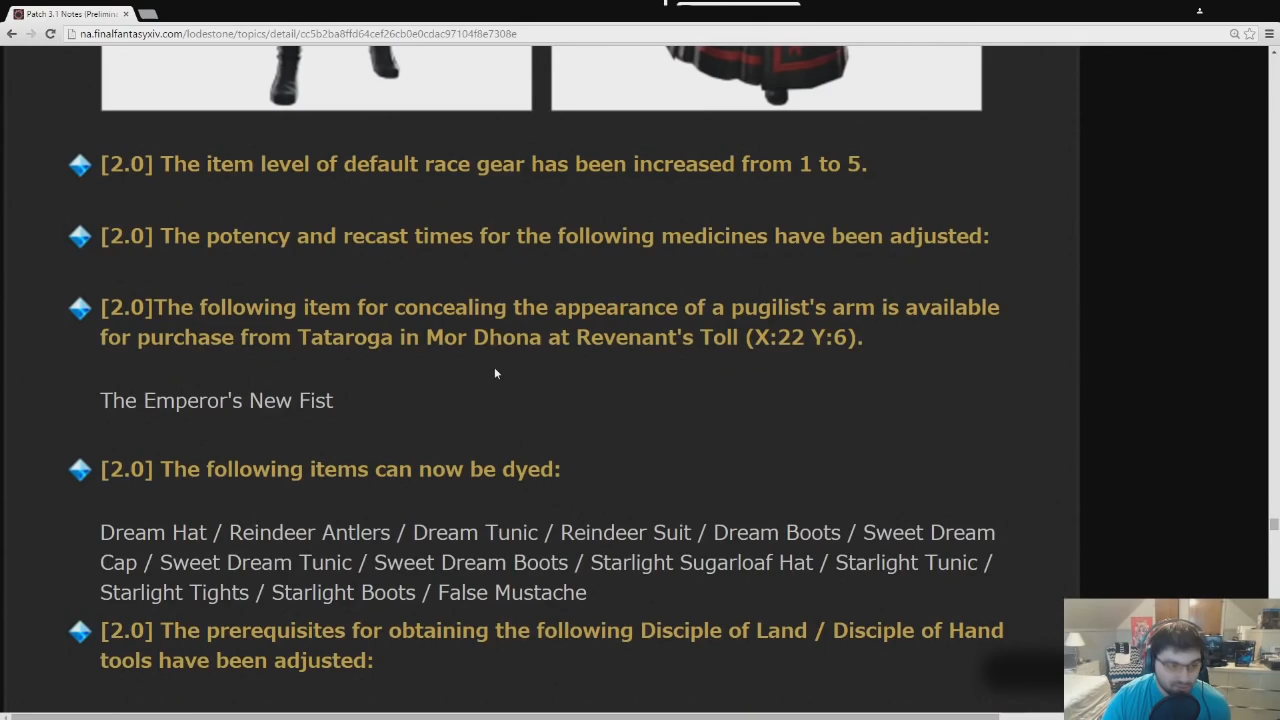 Patch 3.1 Notes (Prelimin
na.finalfantasyxiv.com/lodestone/topics/detail/cc5b2ba8ffd64cef26cb0e0cdac97104f8e7308e
[2.0] The item level of default race gear has been increased from 1 to 5.
[2.0] The potency and recast times for the following medicines have been adjusted:
[2.0]The following item for concealing the appearance of a pugilist's arm is available
for purchase from Tataroga in Mor Dhona at Revenant's Toll (X:22 Y:6).
The Emperor's New Fist
[2.0] The following items can now be dyed:
Dream Hat / Reindeer Antlers / Dream Tunic / Reindeer Suit / Dream Boots / Sweet Dream
Cap / Sweet Dream Tunic / Sweet Dream Boots / Starlight Sugarloaf Hat / Starlight Tunic /
Starlight Tights / Starlight Boots / False Mustache
[2.0] The prerequisites for obtaining the following Disciple of Land / Disciple of Hand
tools have been adjusted: